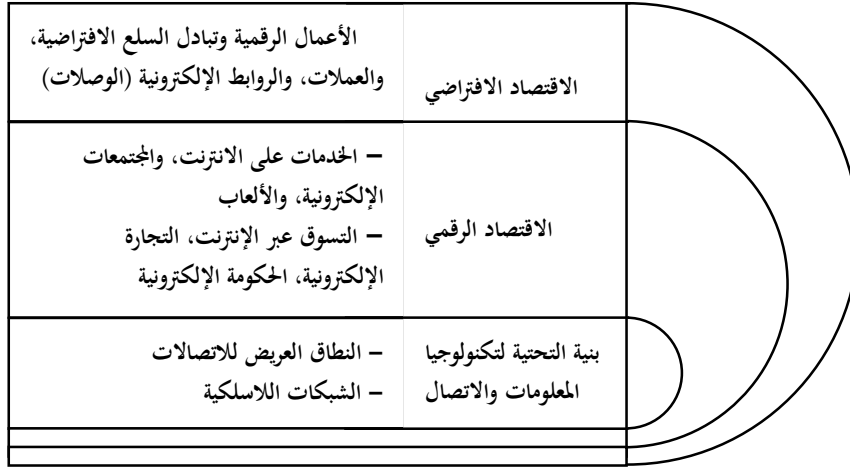 الاقتصاد الافتراضي
الأعمال الرقمية وتبادل السلع الافتراضية،
والعملات، والروابط الإلكترونية (الوصلات)
الاقتصاد الرقمي
– الخدمات على الانترنت، والمجتمعات
الإلكترونية، والألعاب
– التسوق عبر الإنترنت، التجارة
الإلكترونية، الحكومة الإلكترونية
بنية التحتية لتكنولوجيا
المعلومات والاتصال
– النطاق العريض للاتصالات
– الشبكات اللاسلكية